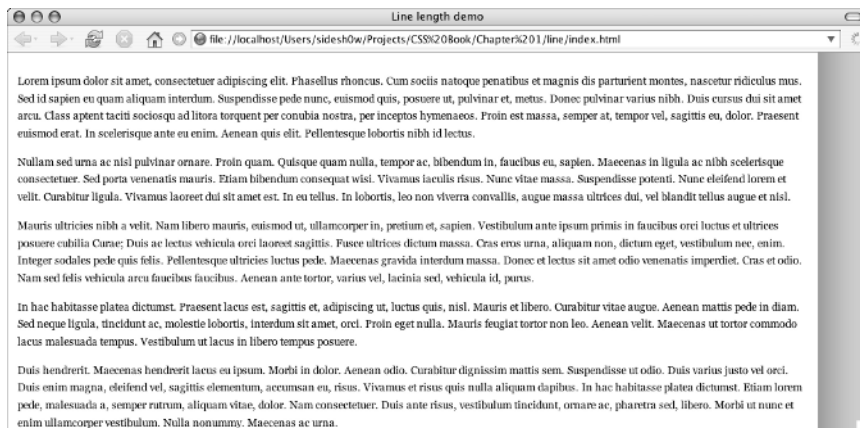 Line length demo
file://localhost/Users/sidesh0w/Projects/CSS%20Book/Chapter%201/line/index.html
Lorem ipsum dolor sit amet, consectetuer adipiscing elit. Phasellus rhoncus. Cum sociis natoque penatibus et magnis dis parturient montes, nascetur ridiculus mus.
Sed id sapien eu quam aliquam interdum. Suspendisse pede nunc, euismod quis, posuere ut, pulvinar et, metus. Donec pulvinar varius nibh. Duis cursus dui sit amet
arcu. Class aptent taciti sociosqu ad litora torquent per conubia nostra, per inceptos hymenaeos. Proin est massa, semper at, tempor vel, sagittis eu, dolor. Praesent
euismod erat. In scelerisque ante eu enim. Aenean quis elit. Pellentesque lobortis nibh id lectus.
Nullam sed urna ac nisl pulvinar ornare. Proin quam. Quisque quam nulla, tempor ac, bibendum in, faucibus eu, sapien. Maecenas in ligula ac nibh scelerisque
consectetuer. Sed porta venenatis mauris. Etiam bibendum consequat wisi. Vivamus iaculis risus. Nunc vitae massa. Suspendisse potenti. Nunc eleifend lorem et
velit. Curabitur ligula. Vivamus laoreet dui sit amet est. In eu tellus. In lobortis, leo non viverra convallis, augue massa ultrices dui, vel blandit tellus augue et nisl.
Mauris ultricies nibh a velit. Nam libero mauris, euismod ut, ullamcorper in, pretium et, sapien. Vestibulum ante ipsum primis in faucibus orci luctus et ultrices
posuere cubilia Curae; Duis ac lectus vehicula orci laoreet sagittis. Fusce ultrices dictum massa. Cras eros urna, aliquam non, dictum eget, vestibulum nec, enim.
Integer sodales pede quis felis. Pellentesque ultricies luctus pede. Maecenas gravida interdum massa. Donec et lectus sit amet odio venenatis imperdiet. Cras et odio.
Nam sed felis vehicula arcu faucibus faucibus. Aenean ante tortor, varius vel, lacinia sed, vehicula id, purus.
In hac habitasse platea dictumst. Praesent lacus est, sagittis et, adipiscing ut, luctus quis, nisl. Mauris et libero. Curabitur vitae augue. Aenean mattis pede in diam.
Sed neque ligula, tincidunt ac, molestie lobortis, interdum sit amet, orci. Proin eget nulla. Mauris feugiat tortor non leo. Aenean velit. Maecenas ut tortor commodo
lacus malesuada tempus. Vestibulum ut lacus in libero tempus posuere.
Duis hendrerit. Maecenas hendrerit lacus eu ipsum. Morbi in dolor. Aenean odio. Curabitur dignissim mattis sem. Suspendisse ut odio. Duis varius justo vel orci.
Duis enim magna, eleifend vel, sagittis elementum, accumsan eu, risus. Vivamus et risus quis nulla aliquam dapibus. In hac habitasse platea dictumst. Etiam lorem
pede, malesuada a, semper rutrum, aliquam vitae, dolor. Nam consectetuer. Duis ante risus, vestibulum tincidunt, ornare ac, pharetra sed, libero. Morbi ut nunc et
enim ullamcorper vestibulum. Nulla nonummy. Maecenas ac urna.